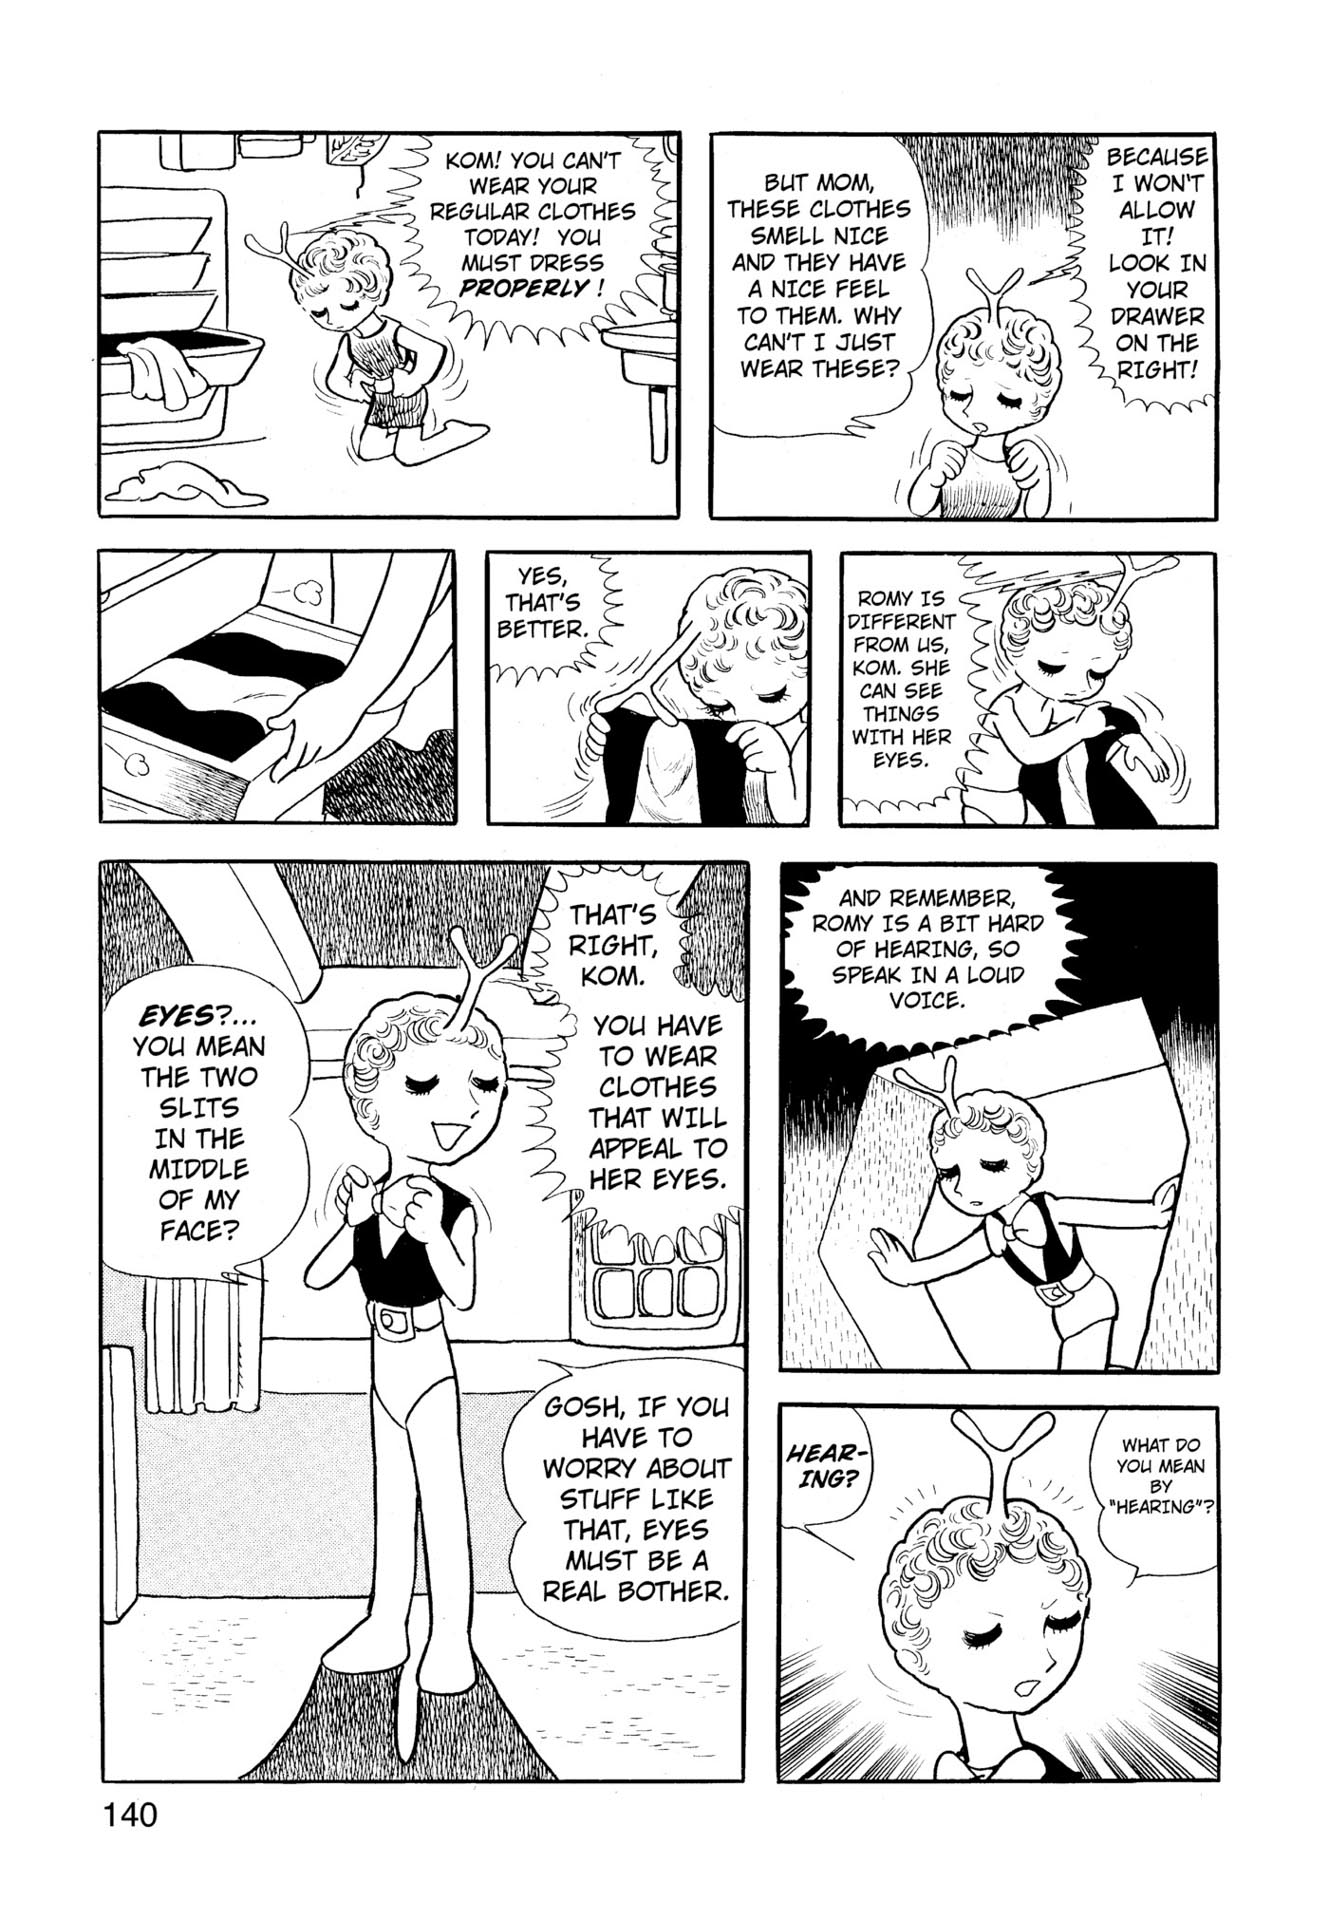 KOM! YOU CAN'T
WEAR YOUR
REGULAR CLOTHES
TODAY! YOU
MUST DRESS
PROPERLY!
BUT MOM,
THESE CLOTHES
SMELL NICE
AND THEY HAVE
A NICE FEEL
TO THEM. WHY
CAN'T I JUST
WEAR THESE?
BECAUSE
I WON'T
ALLOW
IT!
LOOK IN
YOUR
DRAWER
ON THE
RIGHT!
YES,
THAT'S
BETTER.
ROMY IS
DIFFERENT
FROM US,
KOM. SHE
CAN SEE
THINGS
WITH HER
EYES.
EYES?...
YOU MEAN
THE TWO
SLITS
IN THE
MIDDLE
OF MY
FACE?
THAT'S
RIGHT,
KOM.
YOU HAVE
TO WEAR
CLOTHES
THAT WILL
APPEAL TO
HER EYES.
GOSH, IF YOU
HAVE TO
WORRY ABOUT
STUFF LIKE
THAT, EYES
MUST BE A
REAL BOTHER.
AND REMEMBER,
ROMY IS A BIT HARD
OF HEARING, SO
SPEAK IN A LOUD
VOICE.
HEAR-
ING?
WHAT DO
YOU MEAN
BY
"HEARING"?
140